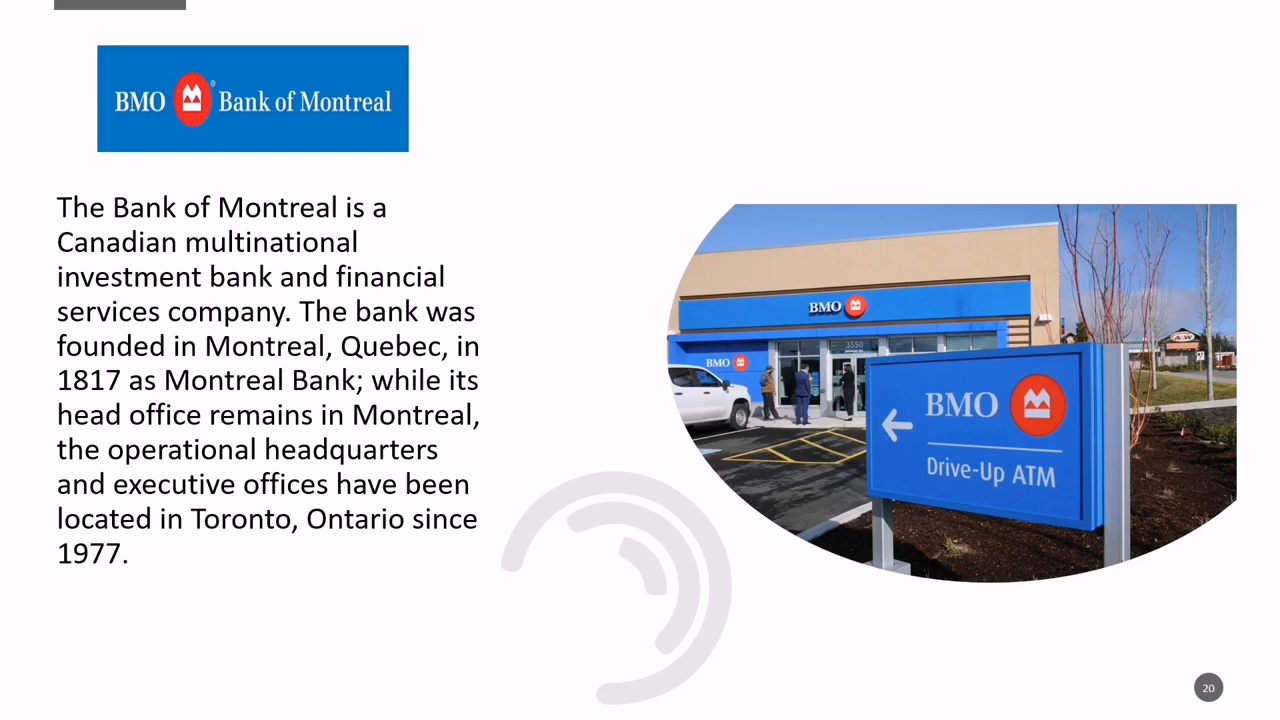 BMO Bank of Montreal
The Bank of Montreal is a
Canadian multinational
investment bank and financial
services company. The bank was
founded in Montreal, Quebec, in
1817 as Montreal Bank; while its
head office remains in Montreal,
the operational headquarters
and executive offices have been
located in Toronto, Ontario since
1977.
BMO
3550
BMO
A&W
BMO
Drive-Up ATM
20